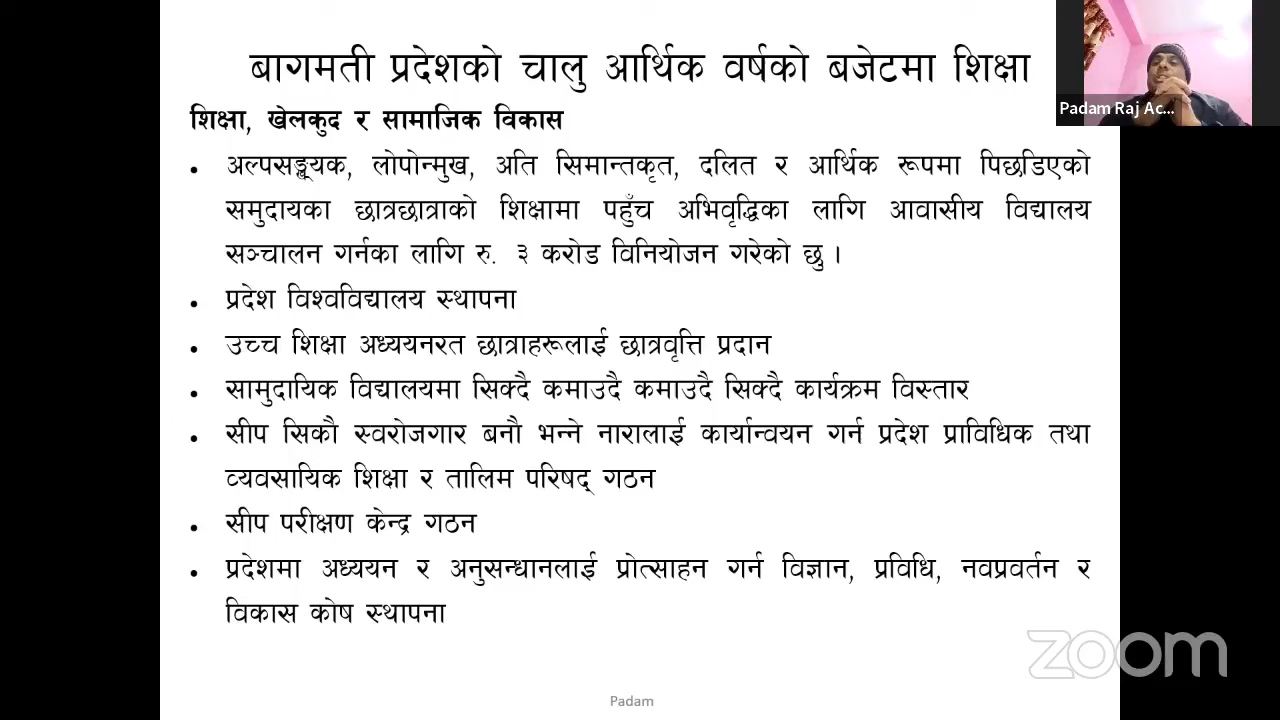 बागमती प्रदेशको चालु आर्थिक वर्षको बजेटमा शिक्षा
Padam Raj Ac...
शिक्षा, खेलकुद र सामाजिक विकास
• अल्पसङ्ख्यक, लोपोन्मुख, अति सिमान्तकृत, दलित र आर्थिक रूपमा पिछडिएको
समुदायका छात्रछात्राको शिक्षामा पहुँच अभिवृद्धिका लागि आवासीय विद्यालय
सञ्चालन गर्नका लागि रु. ३ करोड विनियोजन गरेको छु ।
• प्रदेश विश्वविद्यालय स्थापना
• उच्च शिक्षा अध्ययनरत छात्राहरूलाई छात्रवृत्ति प्रदान
• सामुदायिक विद्यालयमा सिक्दै कमाउदै कमाउदै सिक्दै कार्यक्रम विस्तार
• सीप सिकौ स्वरोजगार बनौ भन्ने नारालाई कार्यान्वयन गर्न प्रदेश प्राविधिक तथा
व्यवसायिक शिक्षा र तालिम परिषद् गठन
• सीप परीक्षण केन्द्र गठन
• प्रदेशमा अध्ययन र अनुसन्धानलाई प्रोत्साहन गर्न विज्ञान, प्रविधि, नवप्रवर्तन र
विकास कोष स्थापना
zoom
Padam